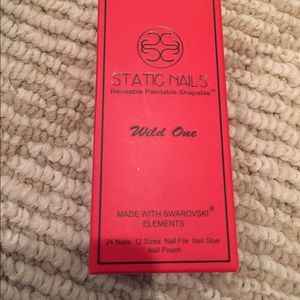 STATIC NAILS
Reusable Paintable Shapable™
Wild One
MADE WITH SWAROVSKI®
ELEMENTS
24 Nails 12 Sizes Nail File Nail Glue
Nail Pouch